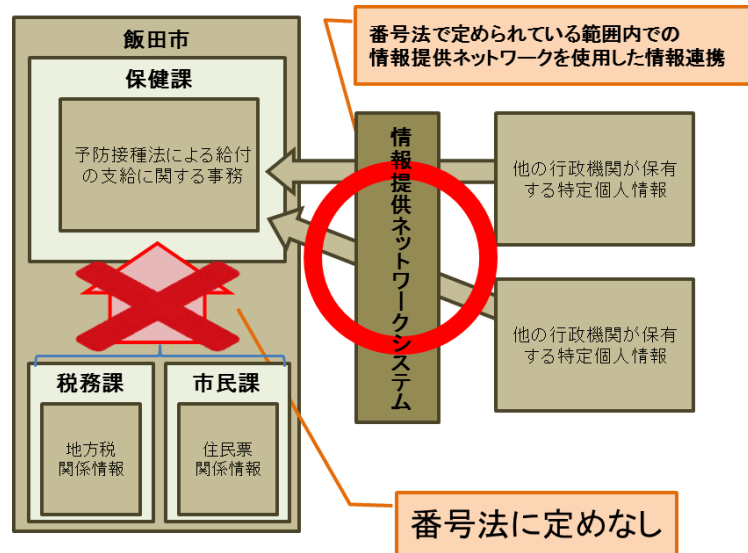 飯田市
保健課
予防接種法による給付
の支給に関する事務
税務課
地方税
関係情報
市民課
住民票
関係情報
番号法で定められている範囲内での
情報提供ネットワークを使用した情報連携
情報提供ネットワークシステム
他の行政機関が保有
する特定個人情報
他の行政機関が保有
する特定個人情報
番号法に定めなし